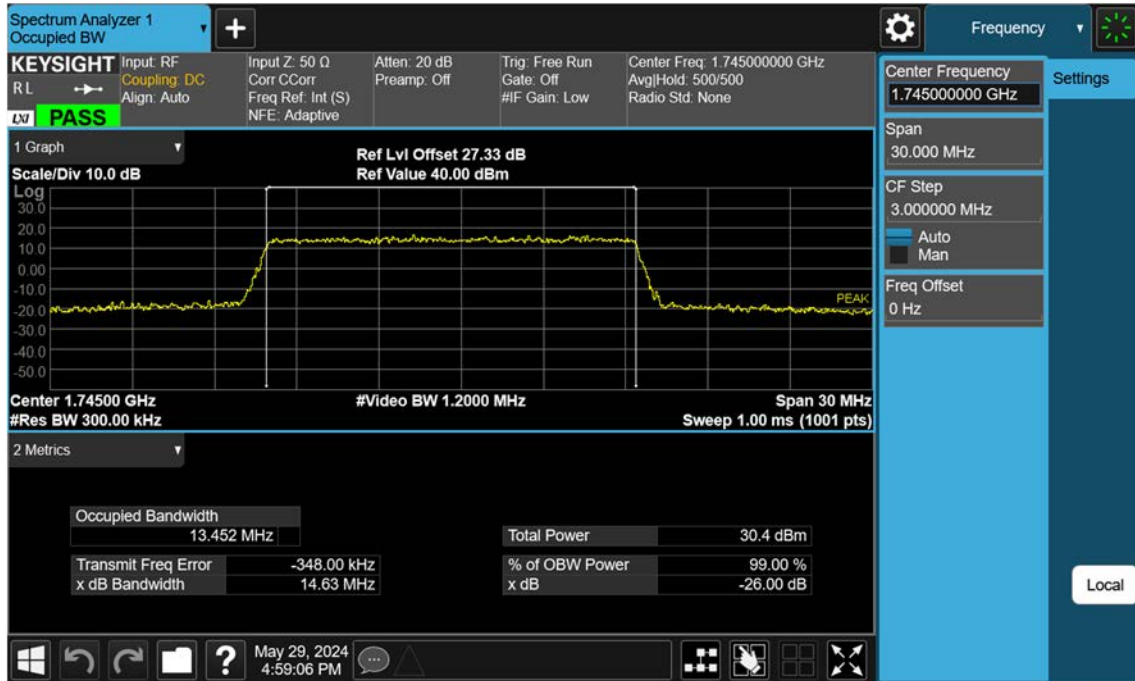 Spectrum Analyzer 1
Occupied BW
Frequency
KEYSIGHT
RL
LXI
PASS
Input: RF
Coupling: DC
Align: Auto
Input Z: 50 Ω
Corr CCorr
Freq Ref: Int (S)
NFE: Adaptive
Atten: 20 dB
Preamp: Off
Trig: Free Run
Gate: Off
#IF Gain: Low
Center Freq: 1.745000000 GHz
Avg|Hold: 500/500
Radio Std: None
1 Graph
Scale/Div 10.0 dB
Ref Lvl Offset 27.33 dB
Ref Value 40.00 dBm
Log
30.0
20.0
10.0
0.00
-10.0
-20.0
-30.0
-40.0
-50.0
PEAK
Center 1.74500 GHz
#Video BW 1.2000 MHz
Span 30 MHz
#Res BW 300.00 kHz
Sweep 1.00 ms (1001 pts)
2 Metrics
Occupied Bandwidth
13.452 MHz
Total Power 30.4 dBm
Transmit Freq Error -348.00 kHz
% of OBW Power 99.00 %
x dB Bandwidth 14.63 MHz
x dB -26.00 dB
May 29, 2024
4:59:06 PM
Center Frequency
1.745000000 GHz
Settings
Span
30.000 MHz
CF Step
3.000000 MHz
Auto
Man
Freq Offset
0 Hz
Local